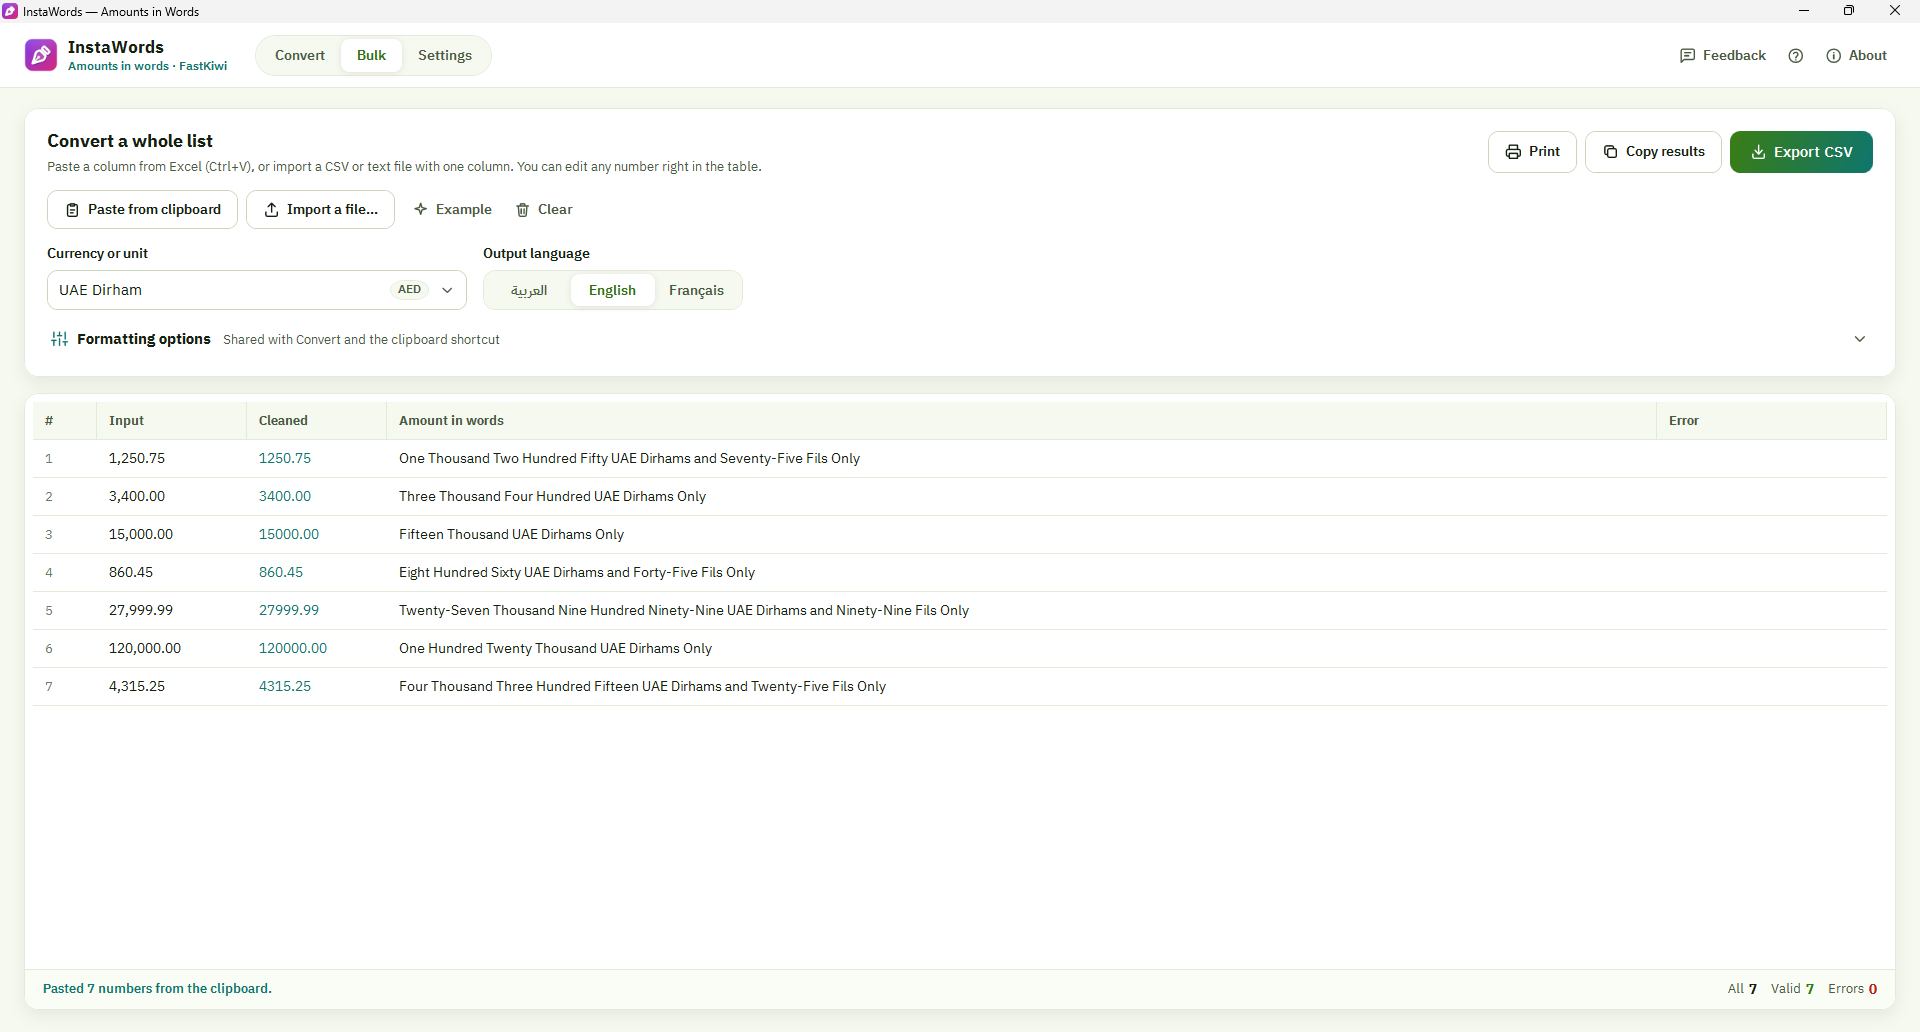 InstaWords — Amounts in Words
InstaWords
Amounts in words · FastKiwi
Convert Bulk Settings
Feedback About
Convert a whole list
Paste a column from Excel (Ctrl+V), or import a CSV or text file with one column. You can edit any number right in the table.
Print Copy results Export CSV
Paste from clipboard Import a file... Example Clear
Currency or unit Output language
UAE Dirham AED العربية English Français
Formatting options Shared with Convert and the clipboard shortcut
# Input Cleaned Amount in words Error
1 1,250.75 1250.75 One Thousand Two Hundred Fifty UAE Dirhams and Seventy-Five Fils Only
2 3,400.00 3400.00 Three Thousand Four Hundred UAE Dirhams Only
3 15,000.00 15000.00 Fifteen Thousand UAE Dirhams Only
4 860.45 860.45 Eight Hundred Sixty UAE Dirhams and Forty-Five Fils Only
5 27,999.99 27999.99 Twenty-Seven Thousand Nine Hundred Ninety-Nine UAE Dirhams and Ninety-Nine Fils Only
6 120,000.00 120000.00 One Hundred Twenty Thousand UAE Dirhams Only
7 4,315.25 4315.25 Four Thousand Three Hundred Fifteen UAE Dirhams and Twenty-Five Fils Only
Pasted 7 numbers from the clipboard. All 7 Valid 7 Errors 0